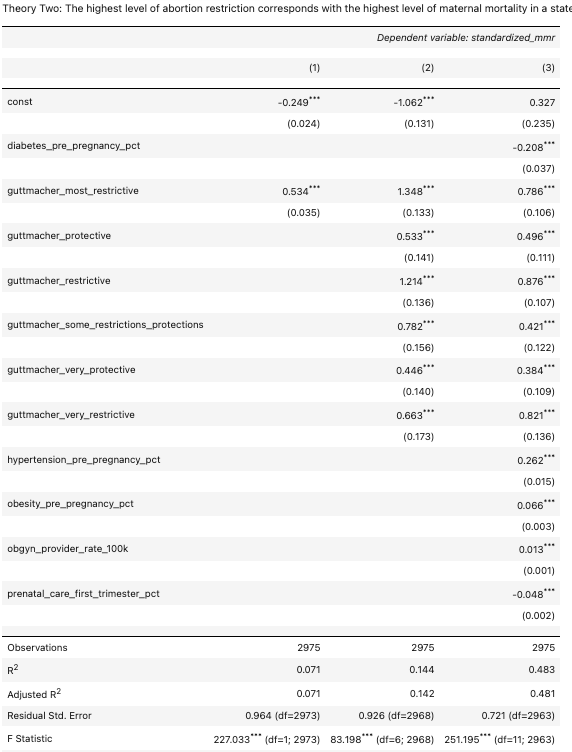 Theory Two: The highest level of abortion restriction corresponds with the highest level of maternal mortality in a state
Dependent variable: standardized_mmr
(1) (2) (3)
const -0.249*** -1.062*** 0.327
(0.024) (0.131) (0.235)
diabetes_pre_pregnancy_pct -0.208***
(0.037)
guttmacher_most_restrictive 0.534*** 1.348*** 0.786***
(0.035) (0.133) (0.106)
guttmacher_protective 0.533*** 0.496***
(0.141) (0.111)
guttmacher_restrictive 1.214*** 0.876***
(0.136) (0.107)
guttmacher_some_restrictions_protections 0.782*** 0.421***
(0.156) (0.122)
guttmacher_very_protective 0.446*** 0.384***
(0.140) (0.109)
guttmacher_very_restrictive 0.663*** 0.821***
(0.173) (0.136)
hypertension_pre_pregnancy_pct 0.262***
(0.015)
obesity_pre_pregnancy_pct 0.066***
(0.003)
obgyn_provider_rate_100k 0.013***
(0.001)
prenatal_care_first_trimester_pct -0.048***
(0.002)
Observations 2975 2975 2975
R2 0.071 0.144 0.483
Adjusted R2 0.071 0.142 0.481
Residual Std. Error 0.964 (df=2973) 0.926 (df=2968) 0.721 (df=2963)
F Statistic 227.033*** (df=1; 2973) 83.198*** (df=6; 2968) 251.195*** (df=11; 2963)